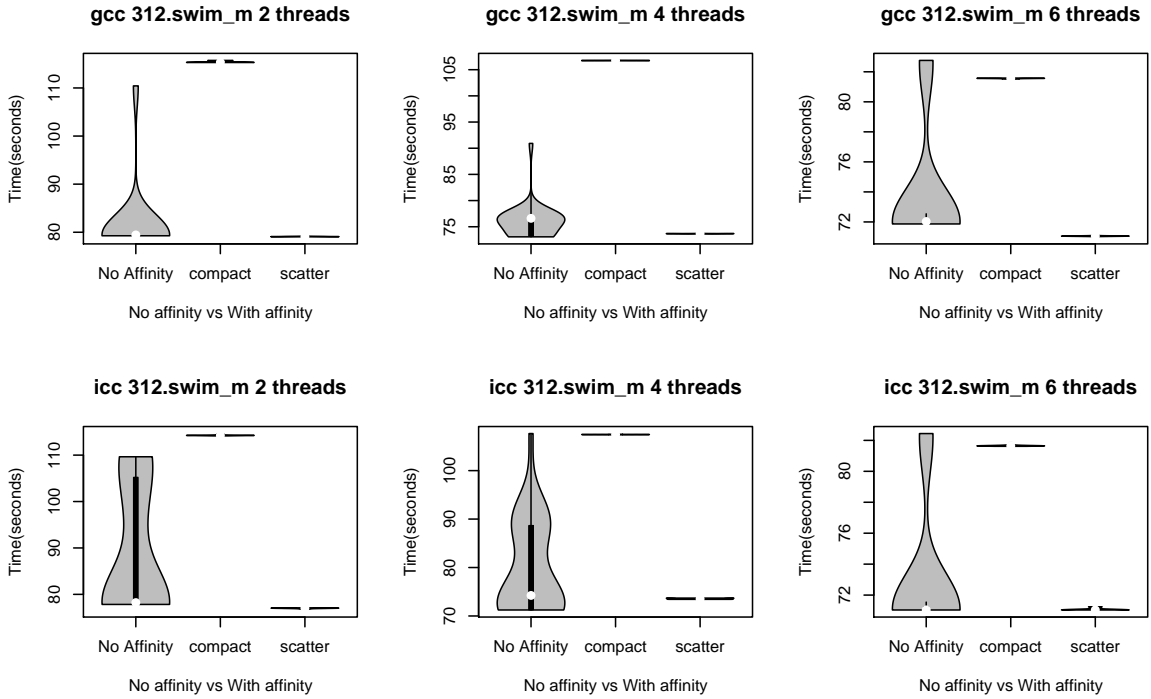 gcc 312.swim_m 2 threads
Time(seconds)
80 90 100 110
No Affinity compact scatter
No affinity vs With affinity
gcc 312.swim_m 4 threads
Time(seconds)
75 85 95 105
No Affinity compact scatter
No affinity vs With affinity
gcc 312.swim_m 6 threads
Time(seconds)
72 76 80
No Affinity compact scatter
No affinity vs With affinity
icc 312.swim_m 2 threads
Time(seconds)
80 90 100 110
No Affinity compact scatter
No affinity vs With affinity
icc 312.swim_m 4 threads
Time(seconds)
70 80 90 100
No Affinity compact scatter
No affinity vs With affinity
icc 312.swim_m 6 threads
Time(seconds)
72 76 80
No Affinity compact scatter
No affinity vs With affinity